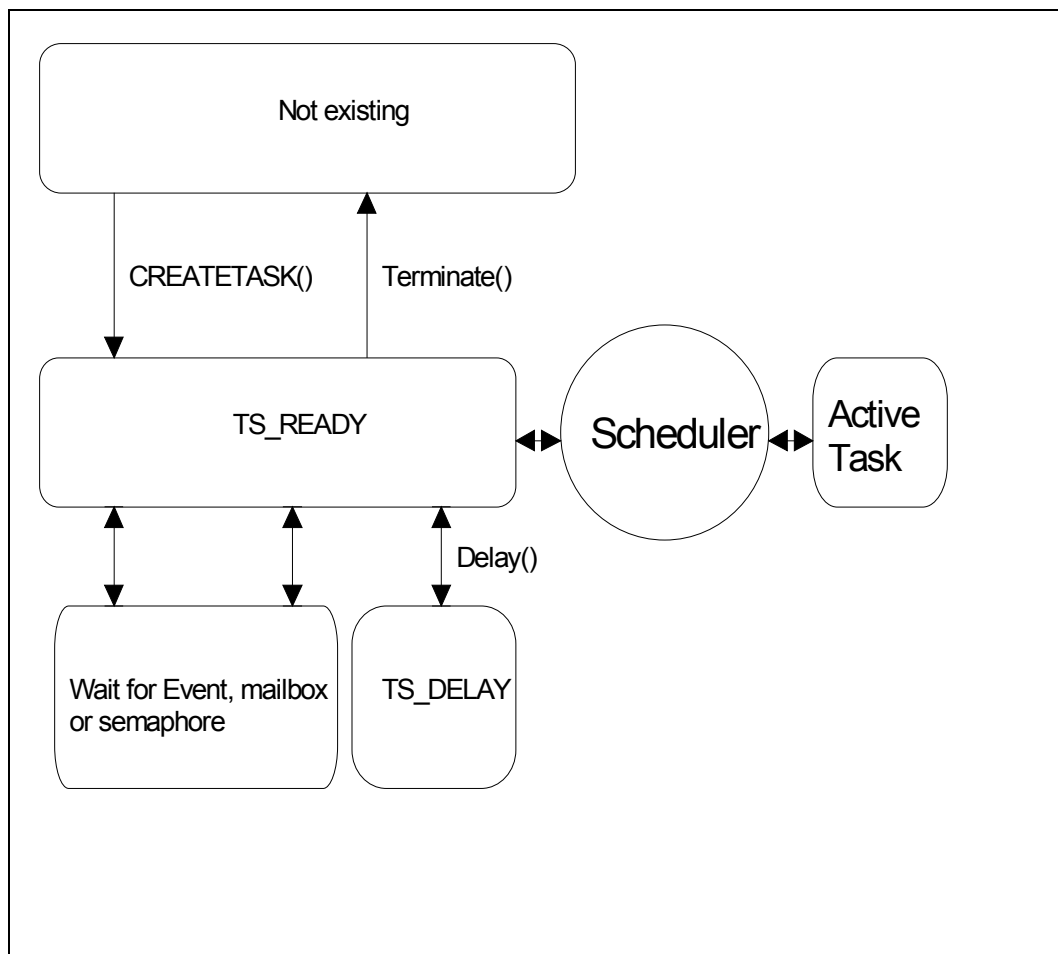 Not existing
CREATETASK()
Terminate()
TS_READY
Scheduler
Active
Task
Delay()
Wait for Event, mailbox
or semaphore
TS_DELAY